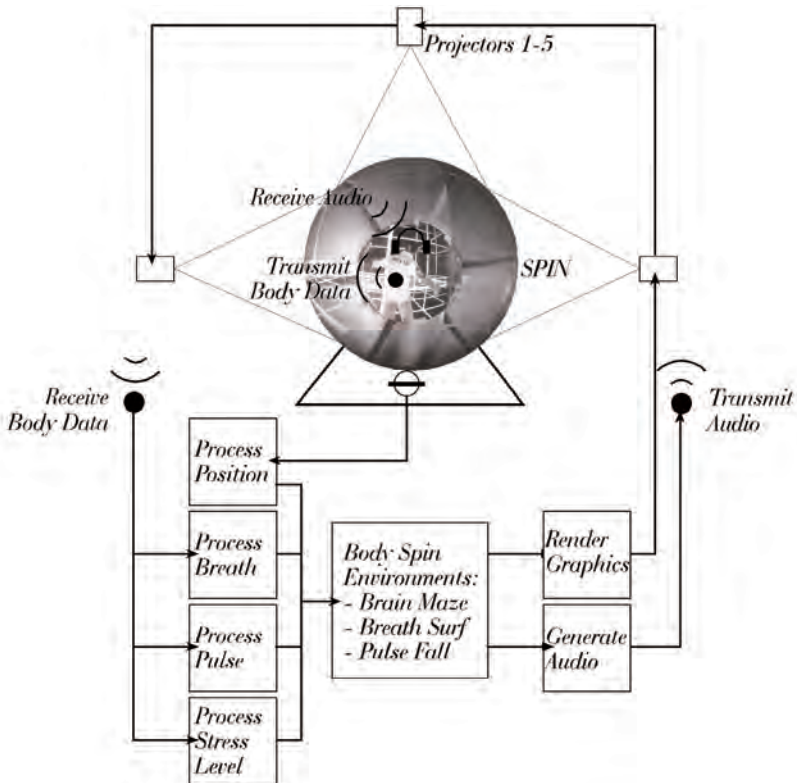 Projectors 1-5
Receive Audio
Transmit
Body Data
SPIN
Receive
Body Data
Transmit
Audio
Process
Position
Process
Breath
Process
Pulse
Process
Stress
Level
Body Spin
Environments:
- Brain Maze
- Breath Surf
- Pulse Fall
Render
Graphics
Generate
Audio